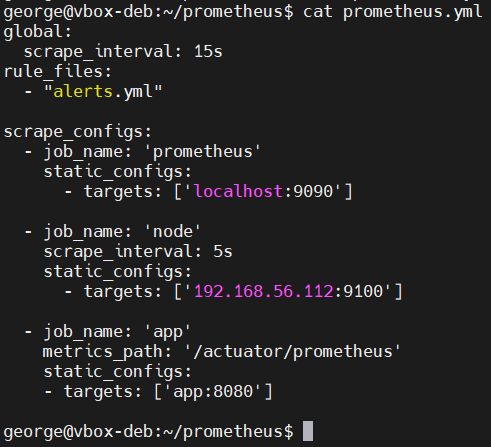 george@vbox-deb:~/prometheus$ cat prometheus.yml
global:
  scrape_interval: 15s
rule_files:
  - "alerts.yml"

scrape_configs:
  - job_name: 'prometheus'
    static_configs:
      - targets: ['localhost:9090']

  - job_name: 'node'
    scrape_interval: 5s
    static_configs:
      - targets: ['192.168.56.112:9100']

  - job_name: 'app'
    metrics_path: '/actuator/prometheus'
    static_configs:
    - targets: ['app:8080']

george@vbox-deb:~/prometheus$